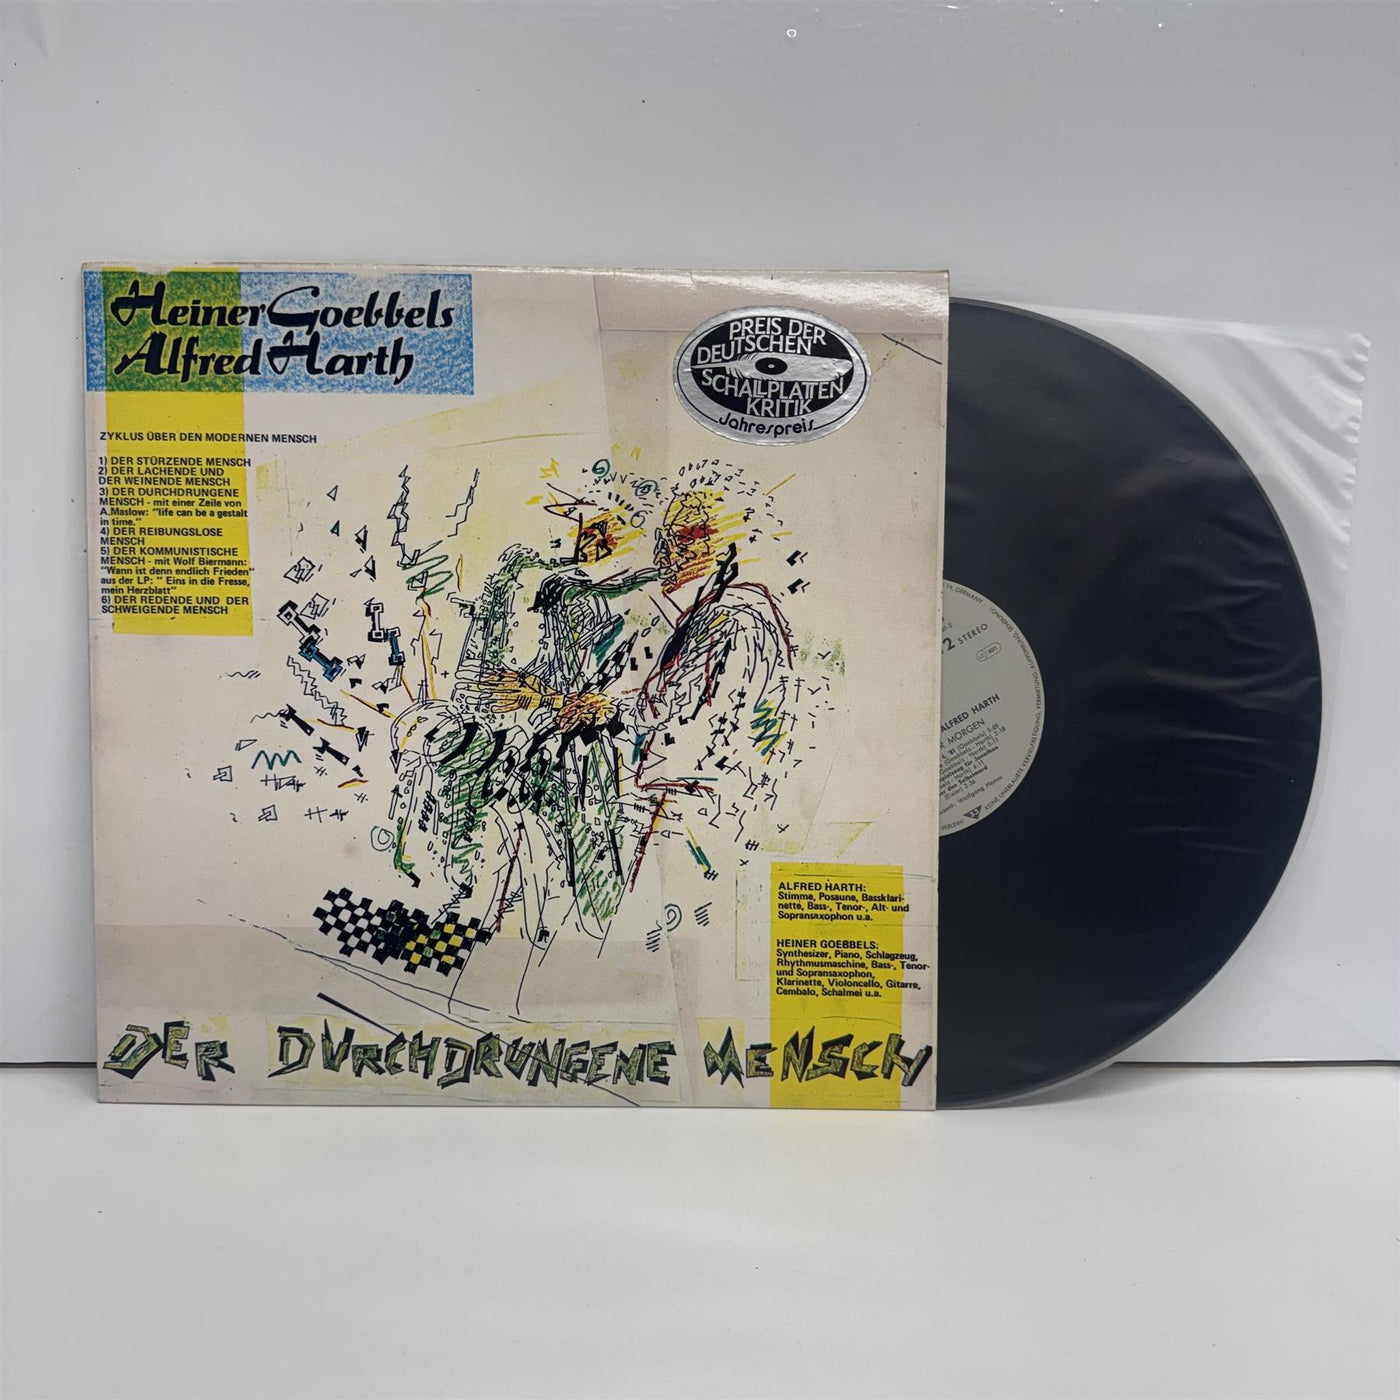 Heiner Goebbels
Alfred Harth
PREIS DER
DEUTSCHEN
SCHALLPLATTEN
KRITIK
Jahrespreis
ZYKLUS ÜBER DEN MODERNEN MENSCH
1) DER STÜRZENDE MENSCH
2) DER LACHENDE UND
DER WEINENDE MENSCH
3) DER DURCHDRUNGENE
MENSCH - mit einer Zeile von
A.Maslow: "life can be a gestalt
in time."
4) DER REIBUNGSLOSE
MENSCH
5) DER KOMMUNISTISCHE
MENSCH - mit Wolf Biermann:
"Wann ist denn endlich Frieden"
aus der LP: " Eins in die Fresse,
mein Herzblatt"
6) DER REDENDE UND DER
SCHWEIGENDE MENSCH
ALFRED HARTH:
Stimme, Posaune, Bassklari-
nette, Bass-, Tenor-, Alt- und
Sopransaxophon u.a.
HEINER GOEBBELS:
Synthesizer, Piano, Schlagzeug,
Rhythmusmaschine, Bass-, Tenor-
und Sopransaxophon,
Klarinette, Violoncello, Gitarre,
Cembalo, Schalmei u.a.
DER DURCHDRUNGENE MENSCH
GERMANY
2 STEREO
ALFRED HARTH
MORGEN